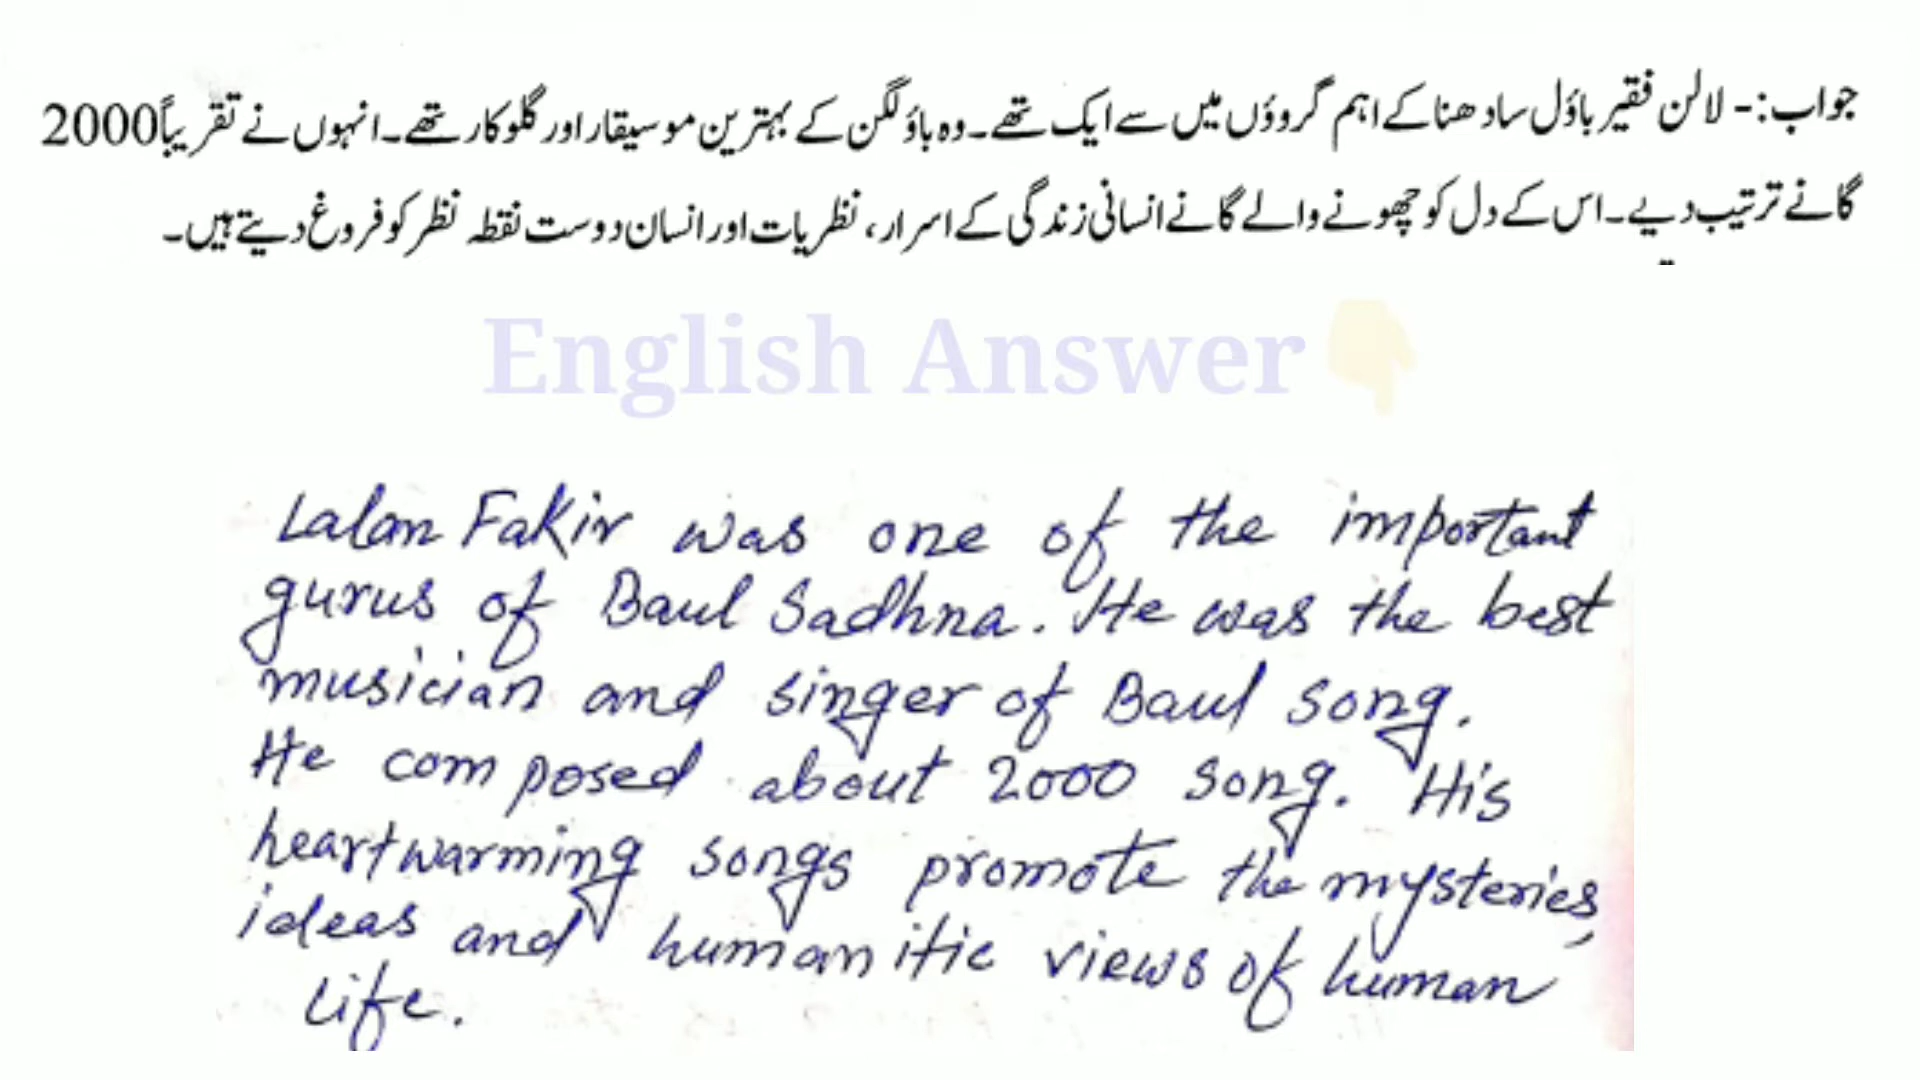 جواب:- لالن فقیر باؤل سادھنا کے اہم گروؤں میں سے ایک تھے۔ وہ باؤلگن کے بہترین موسیقار اور گلوکار تھے۔ انہوں نے تقریباً 2000
گانے ترتیب دیے۔ اس کے دل کو چھونے والے گانے انسانی زندگی کے اسرار، نظریات اور انسان دوست نقطہ نظر کو فروغ دیتے ہیں۔
English Answer👇
Lalan Fakir was one of the important
gurus of Baul Sadhna. He was the best
musician and singer of Baul song.
He composed about 2000 song. His
heartwarming songs promote the mysteries,
ideas and humanitic views of human
life.